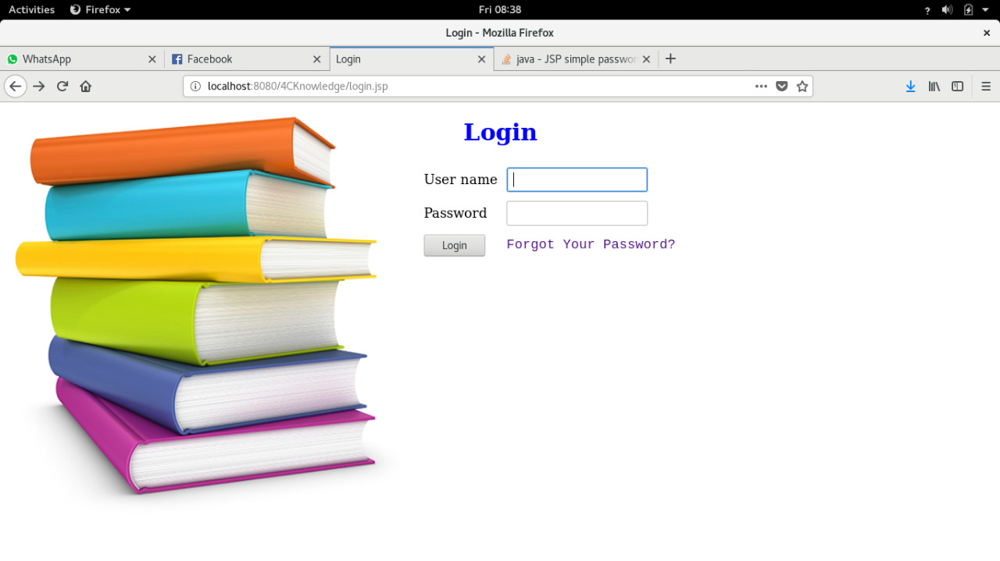 Activities Firefox Fri 08:38
Login - Mozilla Firefox
WhatsApp Facebook Login java - JSP simple passwor
localhost:8080/4CKnowledge/login.jsp
Login
User name
Password
Login Forgot Your Password?